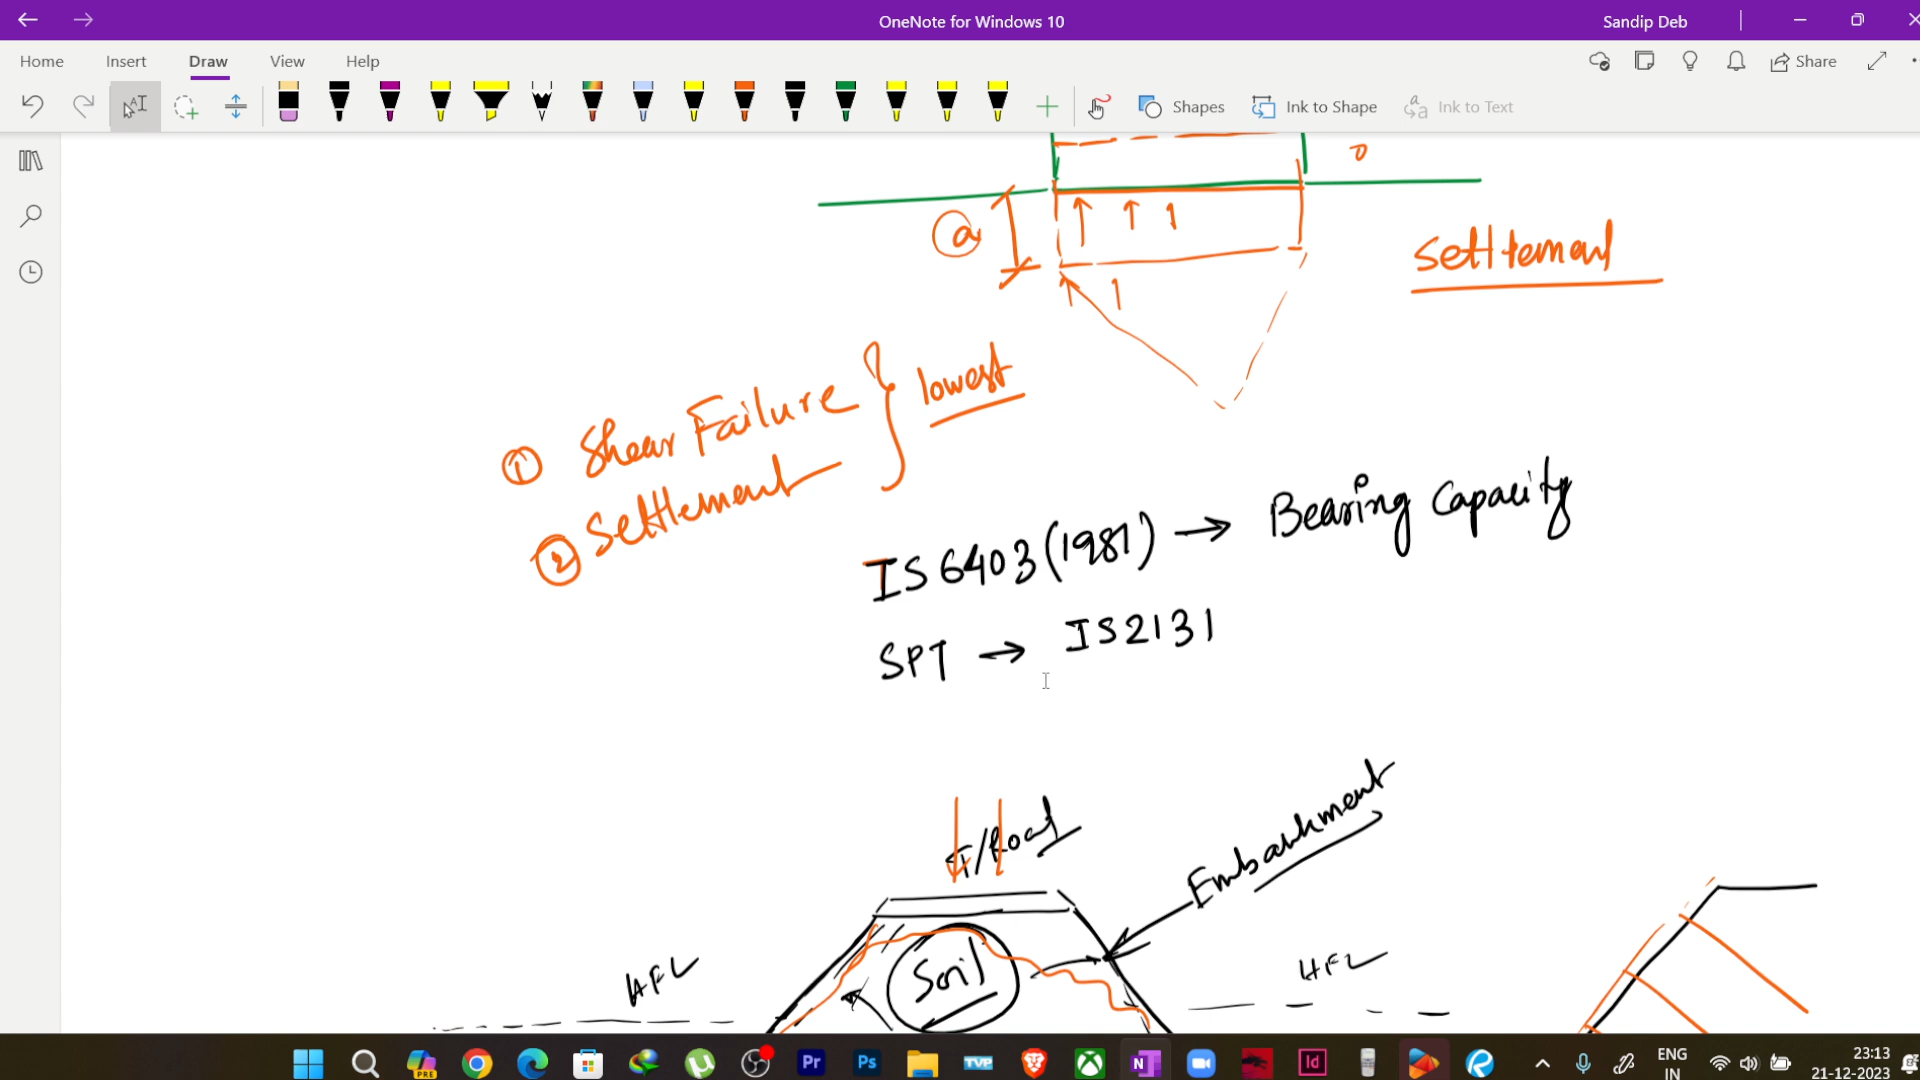 OneNote for Windows 10
Sandip Deb
Home Insert Draw View Help
Share
Shapes Ink to Shape Ink to Text
a
settlement
① Shear Failure } lowest
② Settlement
IS 6403 (1981) → Bearing Capacity
SPT → IS2131
T/Road
Embankment
Soil
HFL
HFL
ENG
IN
23:13
21-12-2023